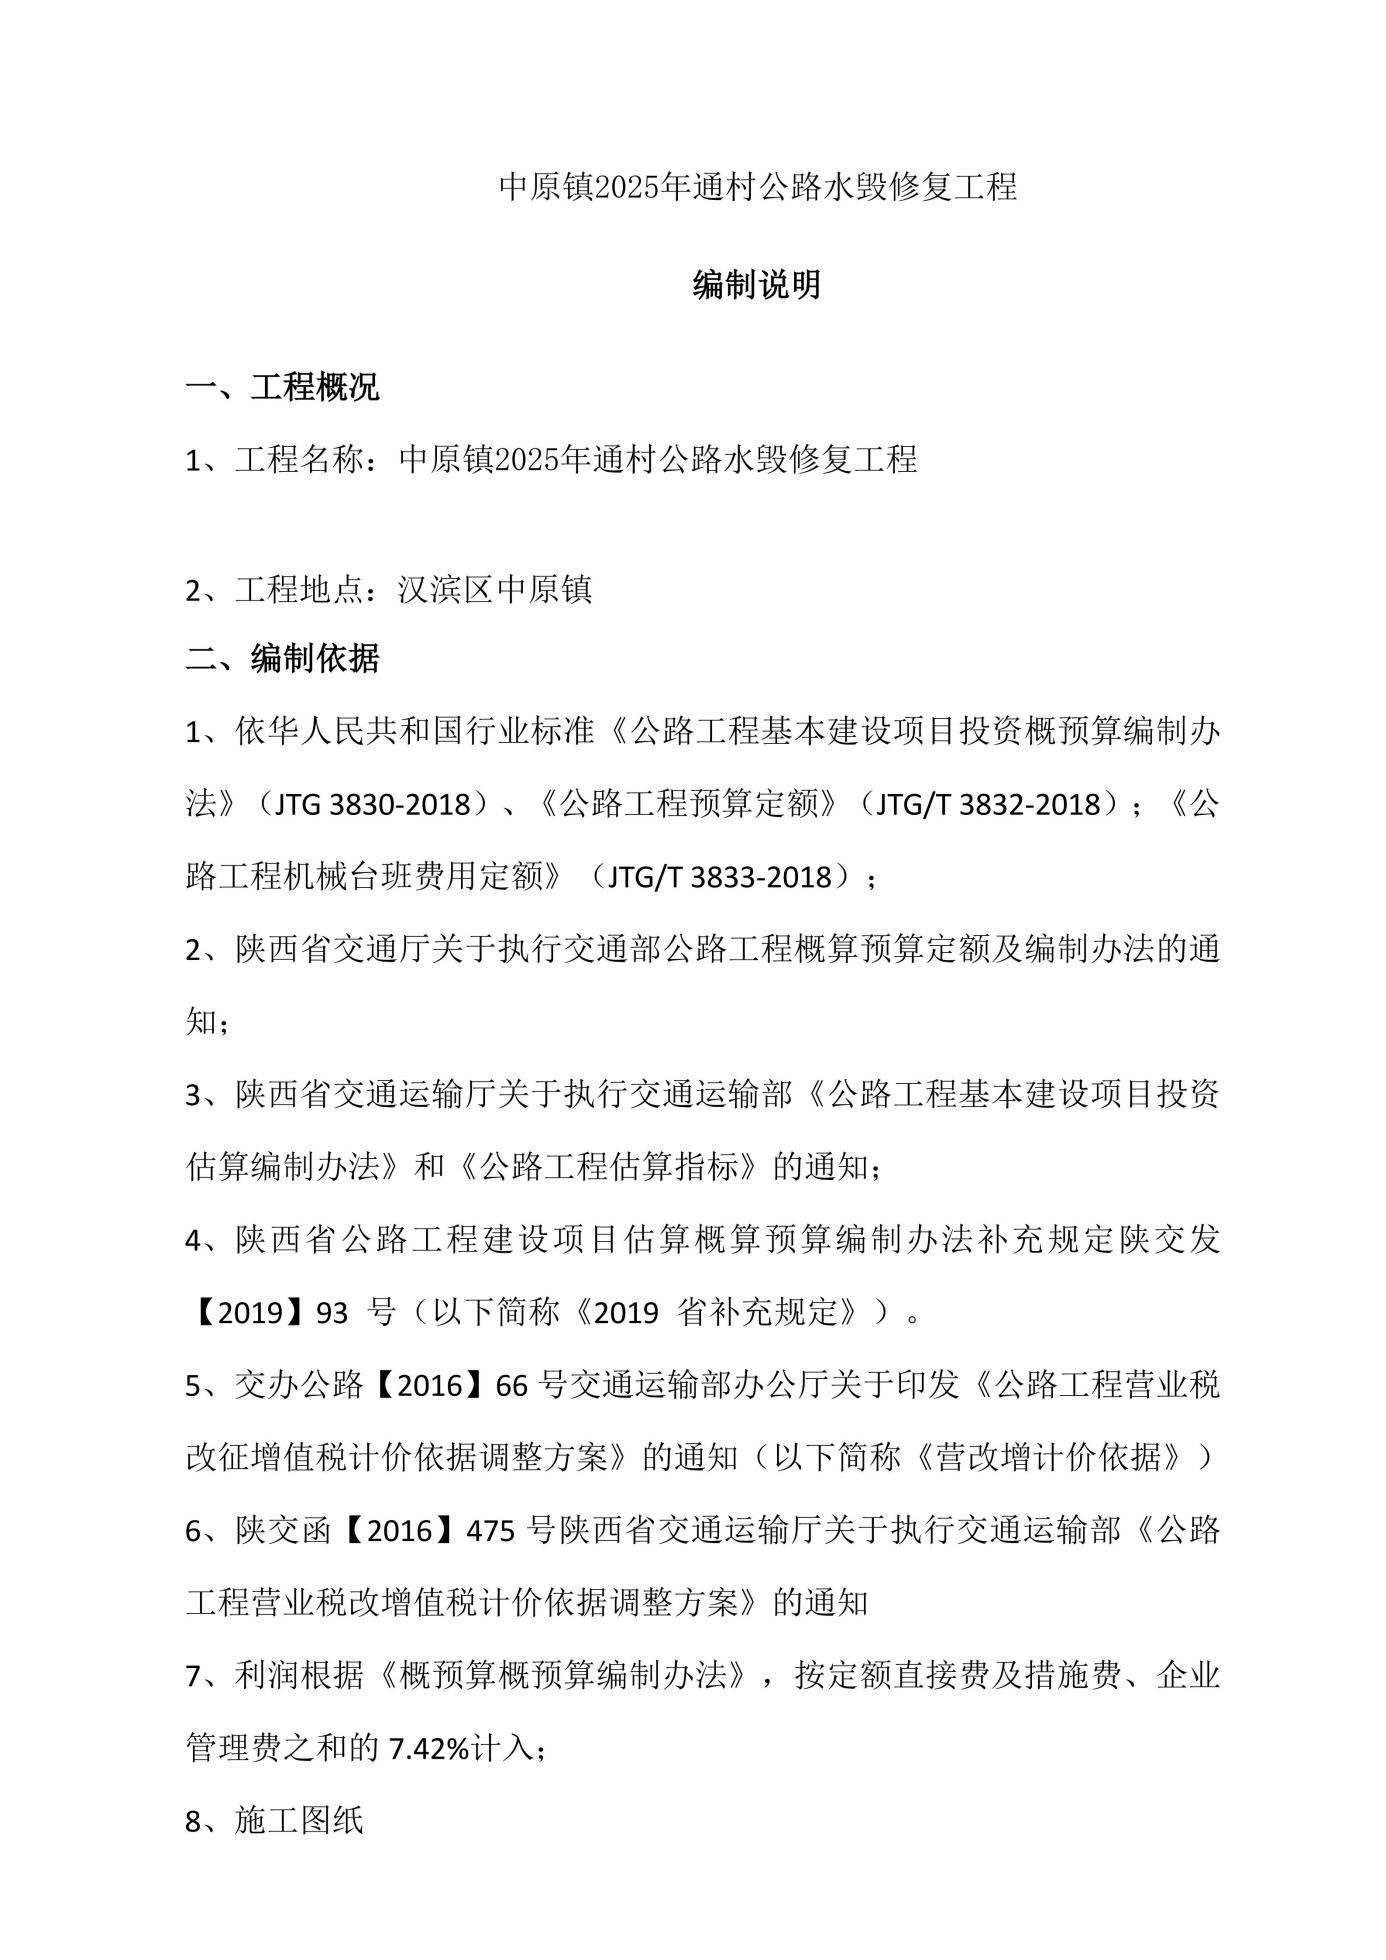 中原镇2025年通村公路水毁修复工程
编制说明
一、工程概况
1、工程名称：中原镇2025年通村公路水毁修复工程
2、工程地点：汉滨区中原镇
二、编制依据
1、依华人民共和国行业标准《公路工程基本建设项目投资概预算编制办
法》（JTG 3830-2018）、《公路工程预算定额》（JTG/T 3832-2018）；《公
路工程机械台班费用定额》（JTG/T 3833-2018）；
2、陕西省交通厅关于执行交通部公路工程概算预算定额及编制办法的通
知；
3、陕西省交通运输厅关于执行交通运输部《公路工程基本建设项目投资
估算编制办法》和《公路工程估算指标》的通知；
4、陕西省公路工程建设项目估算概算预算编制办法补充规定陕交发
【2019】93 号（以下简称《2019 省补充规定》）。
5、交办公路【2016】66 号交通运输部办公厅关于印发《公路工程营业税
改征增值税计价依据调整方案》的通知（以下简称《营改增计价依据》）
6、陕交函【2016】475 号陕西省交通运输厅关于执行交通运输部《公路
工程营业税改增值税计价依据调整方案》的通知
7、利润根据《概预算概预算编制办法》，按定额直接费及措施费、企业
管理费之和的 7.42%计入；
8、施工图纸